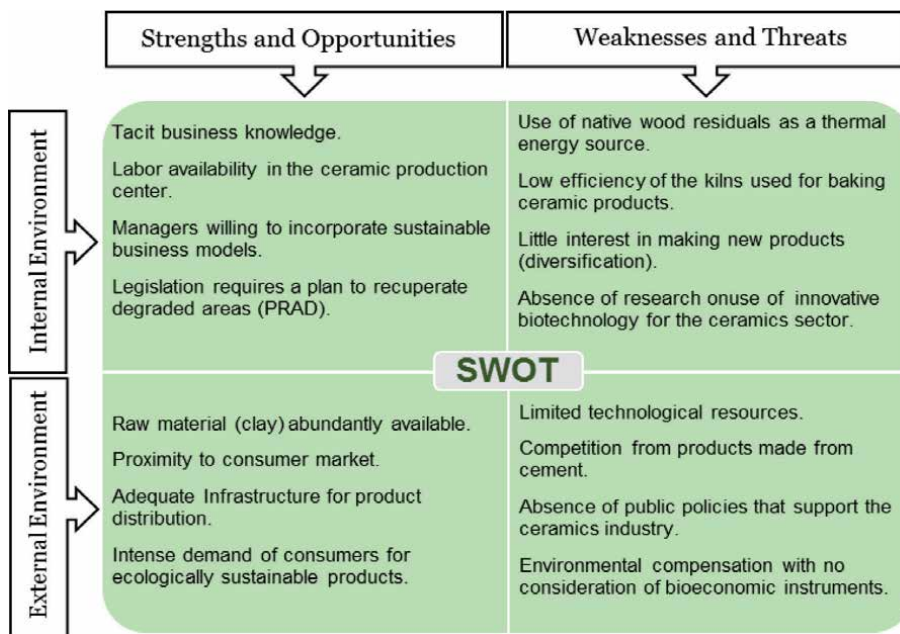 Strengths and Opportunities
Weaknesses and Threats
Internal Environment
Tacit business knowledge.
Labor availability in the ceramic production
center.
Managers willing to incorporate sustainable
business models.
Legislation requires a plan to recuperate
degraded areas (PRAD).
Use of native wood residuals as a thermal
energy source.
Low efficiency of the kilns used for baking
ceramic products.
Little interest in making new products
(diversification).
Absence of research onuse of innovative
biotechnology for the ceramics sector.
SWOT
External Environment
Raw material (clay) abundantly available.
Proximity to consumer market.
Adequate Infrastructure for product
distribution.
Intense demand of consumers for
ecologically sustainable products.
Limited technological resources.
Competition from products made from
cement.
Absence of public policies that support the
ceramics industry.
Environmental compensation with no
consideration of bioeconomic instruments.